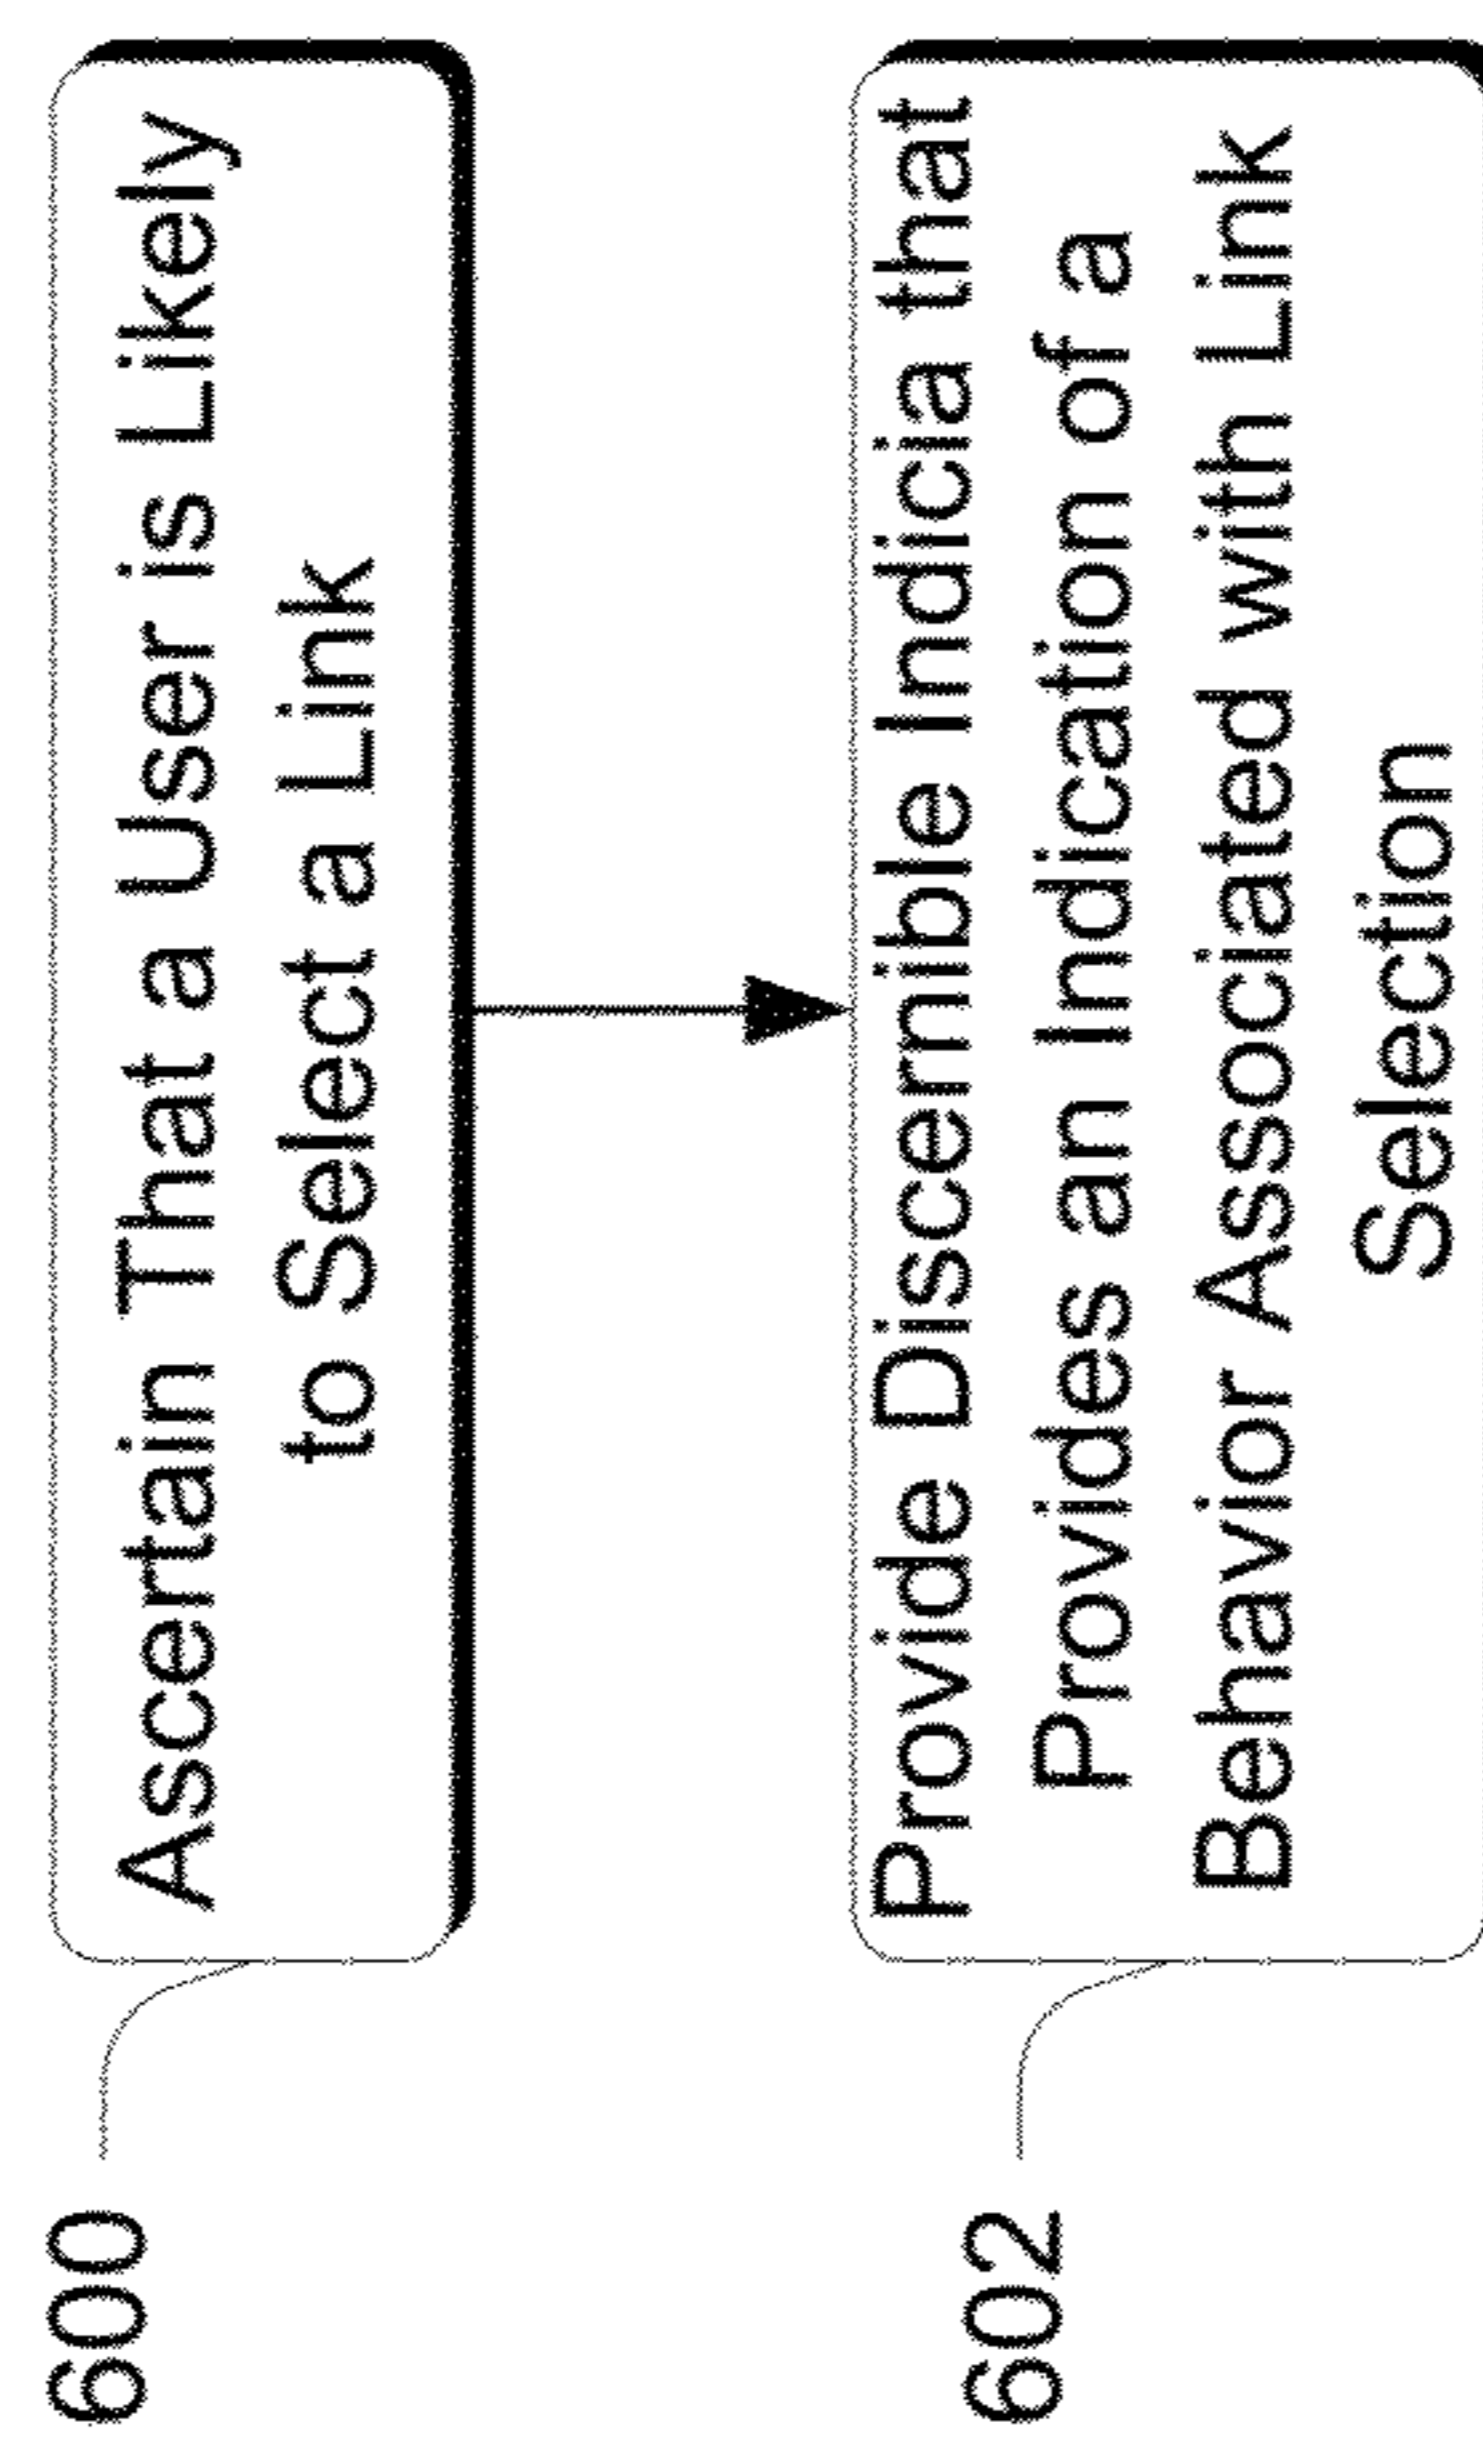 600
Ascertain That a User is Likely
to Select a Link
602
Provide Discernible Indicia that
Provides an Indication of a
Behavior Associated with Link
Selection